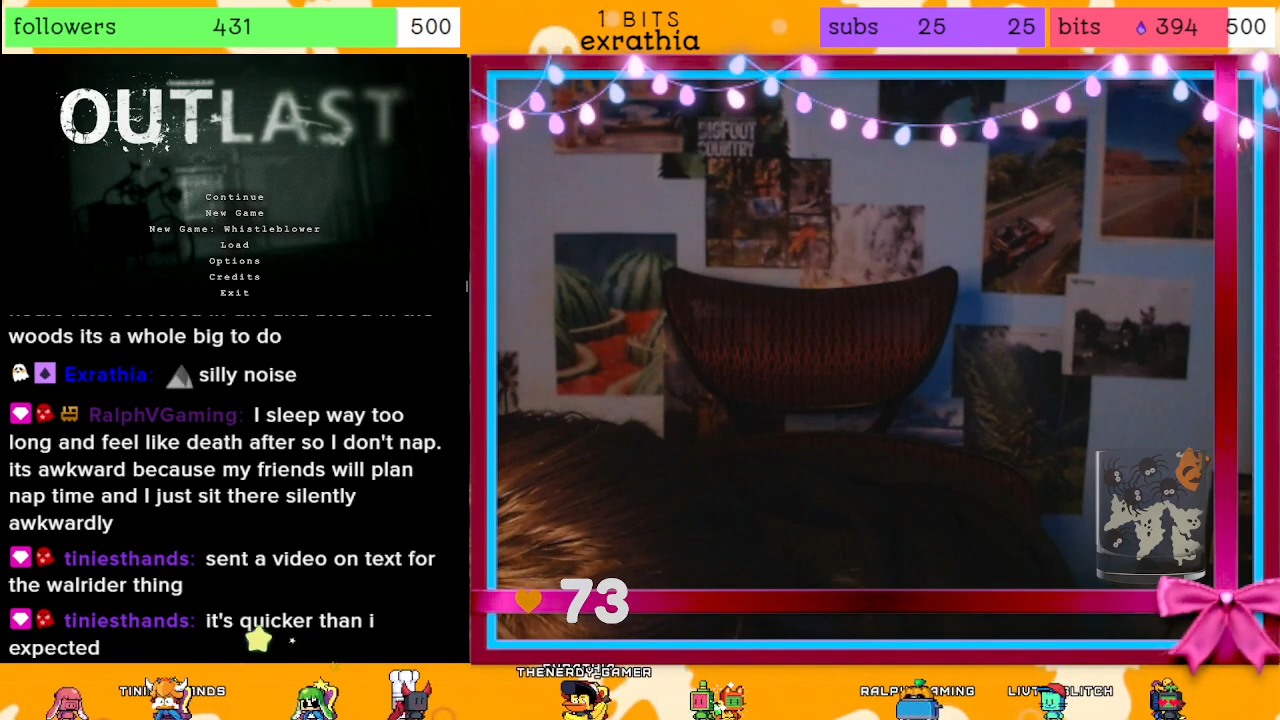 followers 431 500
1 BITS
exrathia
subs 25 25
bits 394 500
OUTLAST
Continue
New Game
New Game: Whistleblower
Load
Options
Credits
Exit
woods its a whole big to do
Exrathia: silly noise
RalphVGaming: I sleep way too
long and feel like death after so I don't nap.
its awkward because my friends will plan
nap time and I just sit there silently
awkwardly
tiniesthands: sent a video on text for
the walrider thing
tiniesthands: it's quicker than i
expected
BIGFOOT
COUNTRY
73
THENERDY_GAMER